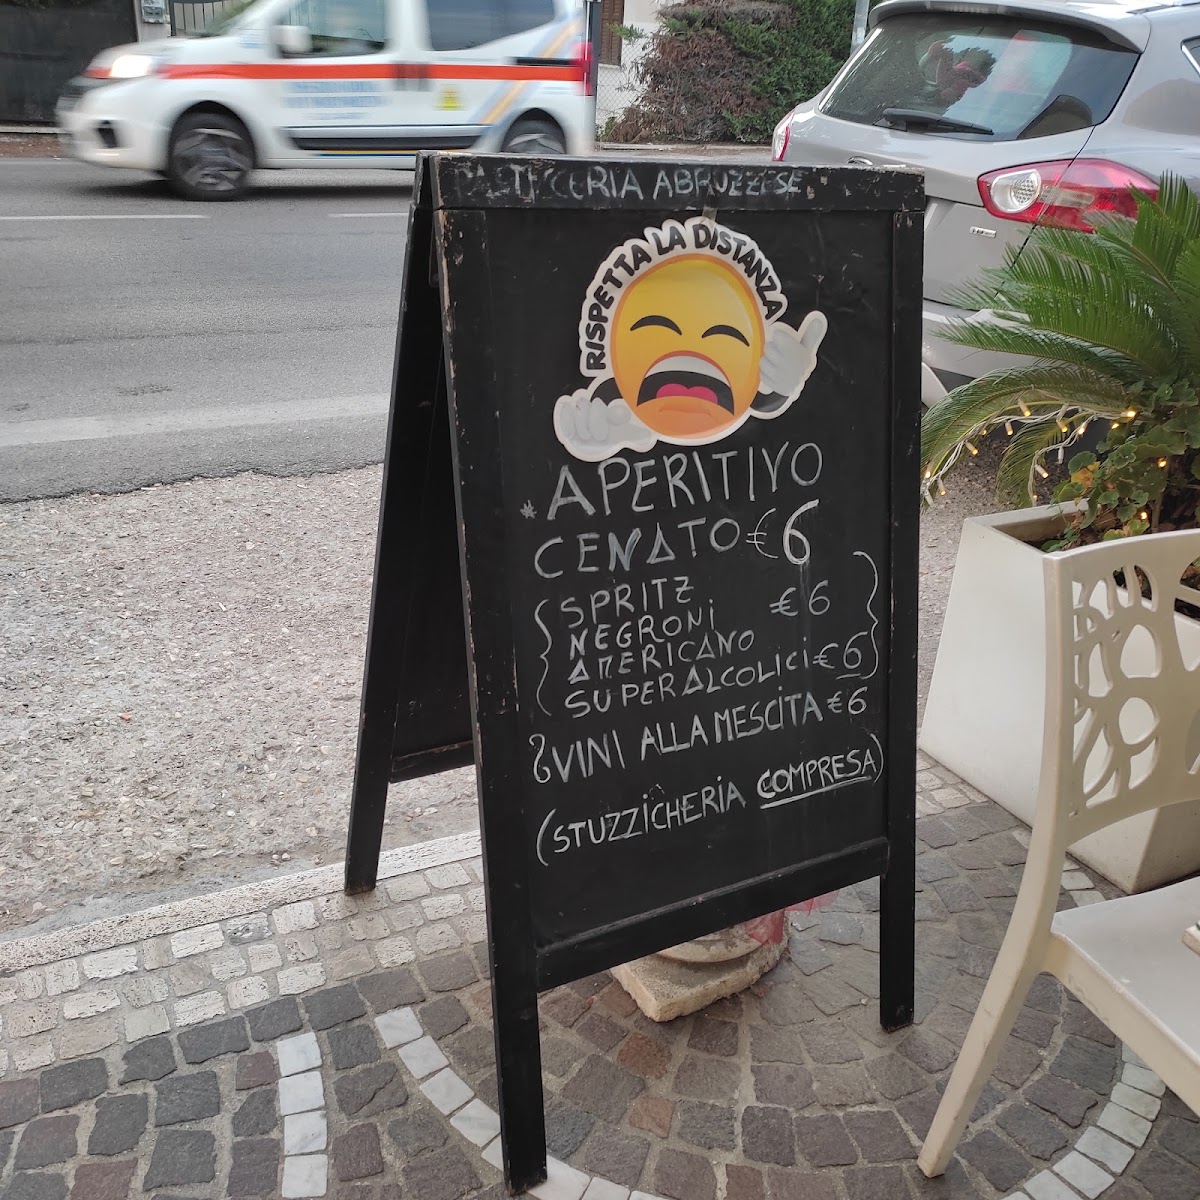 PASTICCERIA ABRUZZESE
RISPETTA LA DISTANZA
* APERITIVO
CENATO €6
SPRITZ
NEGRONI €6
AMERICANO
SUPERALCOLICI €6
VINI ALLA MESCITA €6
(STUZZICHERIA COMPRESA)